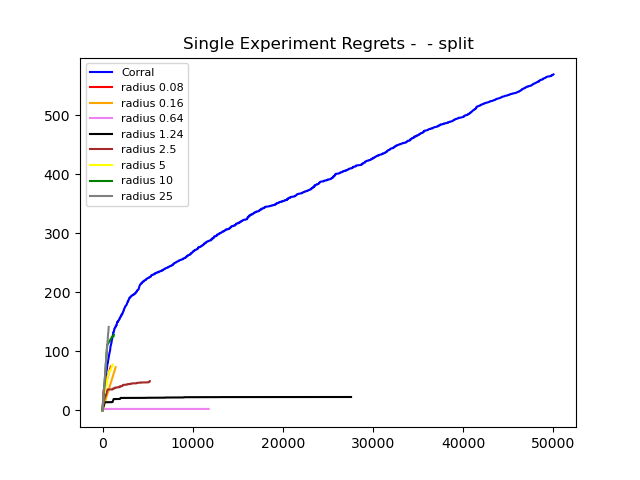 Single Experiment Regrets -  - split
Corral
radius 0.08
radius 0.16
radius 0.64
radius 1.24
radius 2.5
radius 5
radius 10
radius 25
500
400
300
200
100
0
0 10000 20000 30000 40000 50000